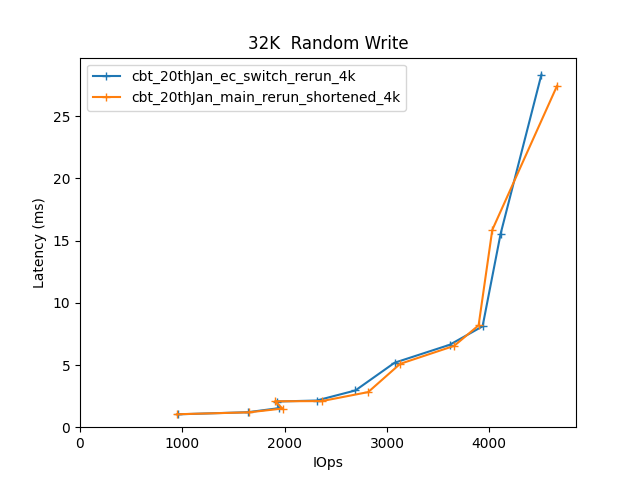 32K  Random Write
cbt_20thJan_ec_switch_rerun_4k
cbt_20thJan_main_rerun_shortened_4k
Latency (ms)
25
20
15
10
5
0
0 1000 2000 3000 4000
IOps